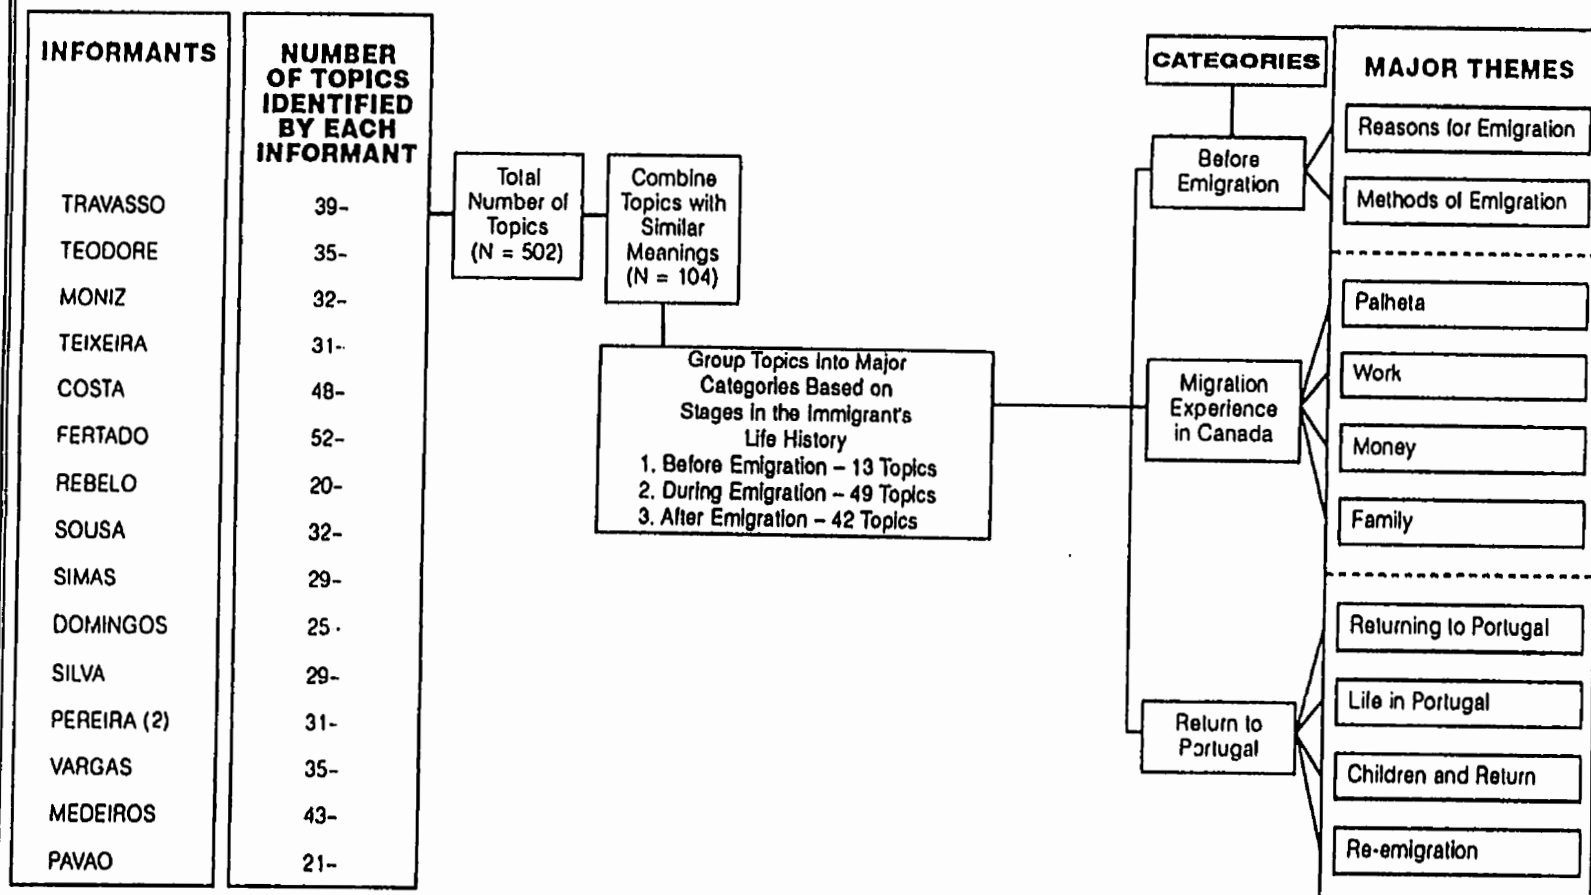 INFORMANTS
NUMBER
OF TOPICS
IDENTIFIED
BY EACH
INFORMANT
TRAVASSO 39-
TEODORE 35-
MONIZ 32-
TEIXEIRA 31-
COSTA 48-
FERTADO 52-
REBELO 20-
SOUSA 32-
SIMAS 29-
DOMINGOS 25-
SILVA 29-
PEREIRA (2) 31-
VARGAS 35-
MEDEIROS 43-
PAVAO 21-
Total
Number of
Topics
(N = 502)
Combine
Topics with
Similar
Meanings
(N = 104)
Group Topics Into Major
Categories Based on
Stages in the Immigrant's
Life History
1. Before Emigration – 13 Topics
2. During Emigration – 49 Topics
3. After Emigration – 42 Topics
CATEGORIES
Before
Emigration
Migration
Experience
in Canada
Return to
Portugal
MAJOR THEMES
Reasons for Emigration
Methods of Emigration
Palheta
Work
Money
Family
Returning to Portugal
Life in Portugal
Children and Return
Re-emigration